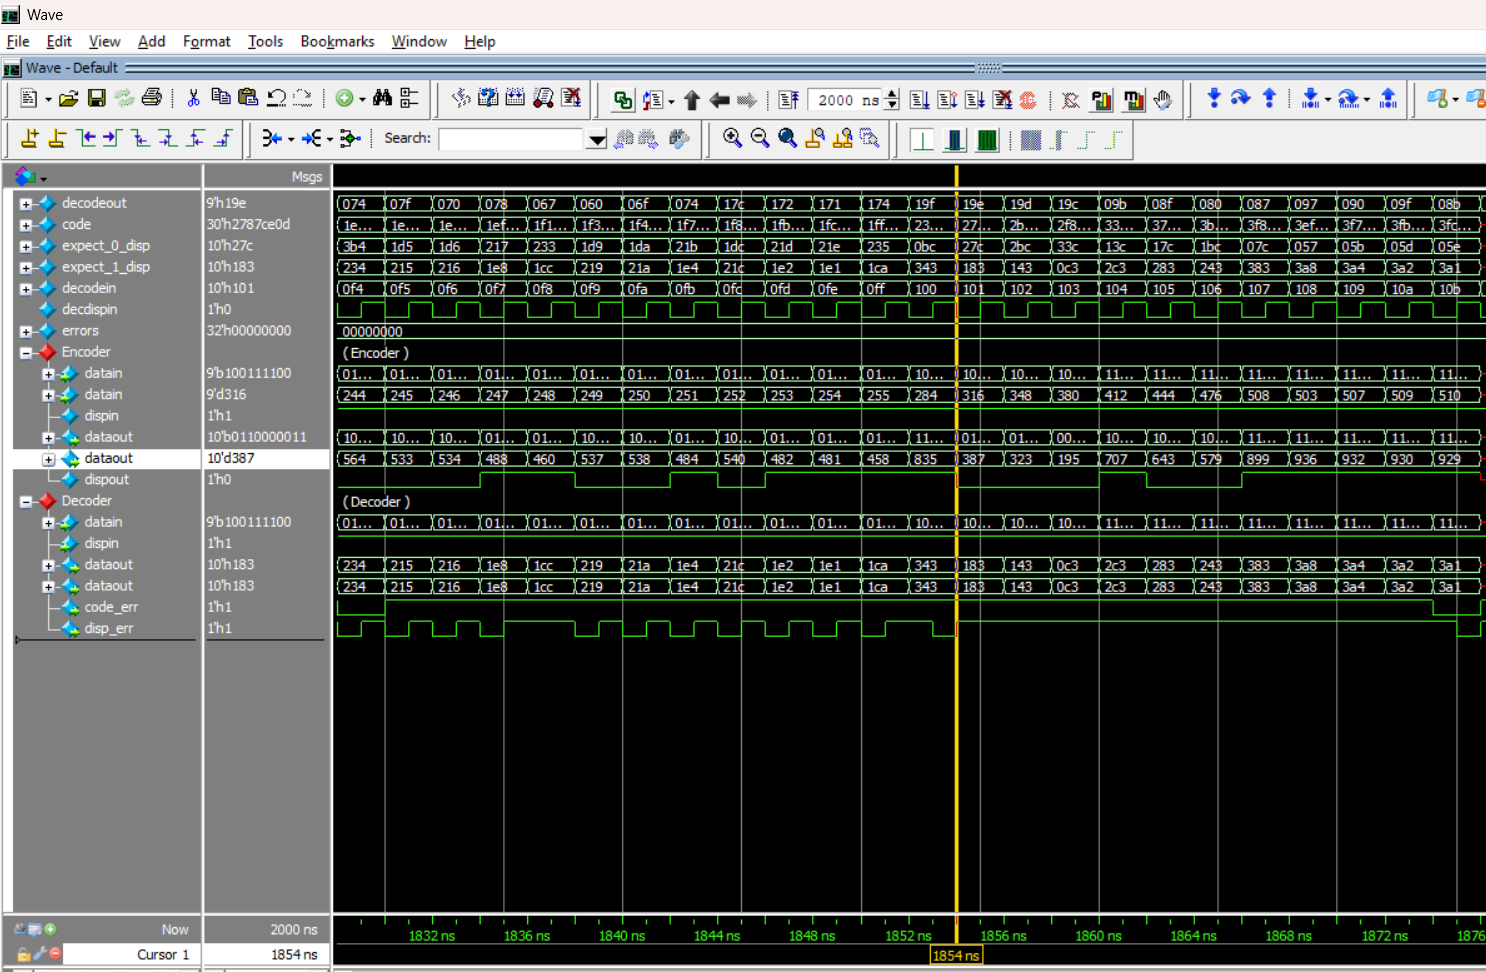 Wave
File Edit View Add Format Tools Bookmarks Window Help
Wave - Default
2000 ns
Search:
Msgs
decodeout 9'h19e 074 07f 070 078 067 060 06f 074 17c 172 171 174 19f 19e 19d 19c 09b 08f 080 087 097 090 09f 08b
code 30'h2787ce0d 1e... 1e... 1e... 1ef... 1f1... 1f3... 1f4... 1f7... 1f8... 1fb... 1fc... 1ff... 23... 27... 2b... 2f8... 33... 37... 3b... 3f8... 3ef... 3f7... 3fb... 3fc...
expect_0_disp 10'h27c 3b4 1d5 1d6 217 233 1d9 1da 21b 1dc 21d 21e 235 0bc 27c 2bc 33c 13c 17c 1bc 07c 057 05b 05d 05e
expect_1_disp 10'h183 234 215 216 1e8 1cc 219 21a 1e4 21c 1e2 1e1 1ca 343 183 143 0c3 2c3 283 243 383 3a8 3a4 3a2 3a1
decodein 10'h101 0f4 0f5 0f6 0f7 0f8 0f9 0fa 0fb 0fc 0fd 0fe 0ff 100 101 102 103 104 105 106 107 108 109 10a 10b
decdispin 1'h0
errors 32'h00000000 00000000
Encoder (Encoder)
datain 9'b100111100 01... 01... 01... 01... 01... 01... 01... 01... 01... 01... 01... 01... 10... 10... 10... 10... 11... 11... 11... 11... 11... 11... 11... 11...
datain 9'd316 244 245 246 247 248 249 250 251 252 253 254 255 284 316 348 380 412 444 476 508 503 507 509 510
dispin 1'h1
dataout 10'b0110000011 10... 10... 10... 01... 01... 10... 10... 01... 10... 01... 01... 01... 11... 01... 01... 00... 10... 10... 10... 11... 11... 11... 11... 11...
dataout 10'd387 564 533 534 488 460 537 538 484 540 482 481 458 835 387 323 195 707 643 579 899 936 932 930 929
dispout 1'h0
Decoder (Decoder)
datain 9'b100111100 01... 01... 01... 01... 01... 01... 01... 01... 01... 01... 01... 01... 10... 10... 10... 10... 11... 11... 11... 11... 11... 11... 11... 11...
dispin 1'h1
dataout 10'h183 234 215 216 1e8 1cc 219 21a 1e4 21c 1e2 1e1 1ca 343 183 143 0c3 2c3 283 243 383 3a8 3a4 3a2 3a1
dataout 10'h183 234 215 216 1e8 1cc 219 21a 1e4 21c 1e2 1e1 1ca 343 183 143 0c3 2c3 283 243 383 3a8 3a4 3a2 3a1
code_err 1'h1
disp_err 1'h1
Now 2000 ns 1832 ns 1836 ns 1840 ns 1844 ns 1848 ns 1852 ns 1856 ns 1860 ns 1864 ns 1868 ns 1872 ns 1876
Cursor 1 1854 ns 1854 ns